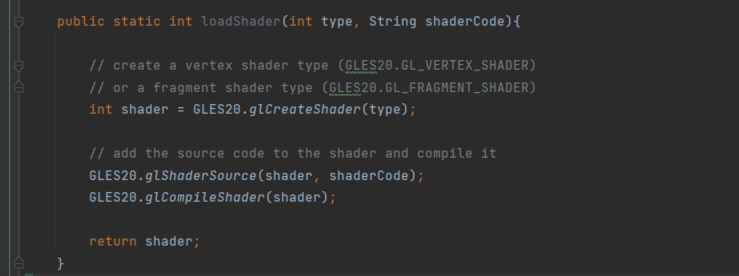 public static int loadShader(int type, String shaderCode){
// create a vertex shader type (GLES20.GL_VERTEX_SHADER)
// or a fragment shader type (GLES20.GL_FRAGMENT_SHADER)
int shader = GLES20.glCreateShader(type);
// add the source code to the shader and compile it
GLES20.glShaderSource(shader, shaderCode);
GLES20.glCompileShader(shader);
return shader;
}